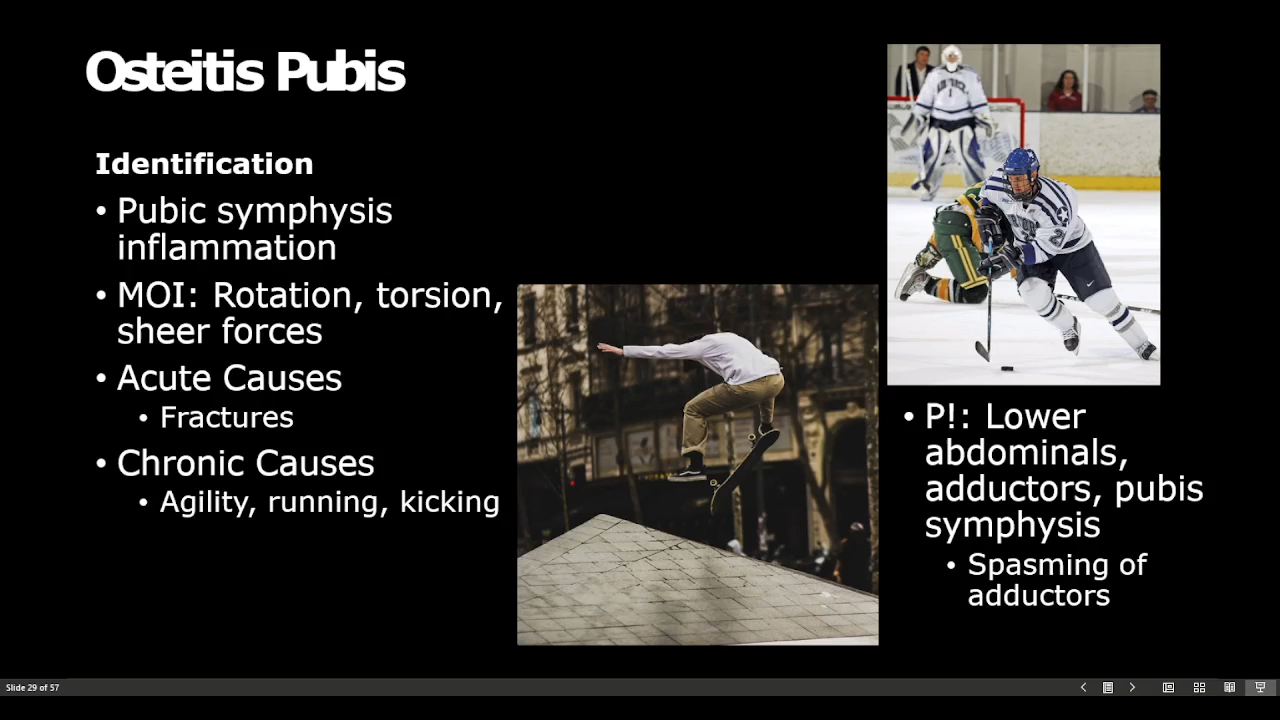 Osteitis Pubis
Identification
• Pubic symphysis
inflammation
• MOI: Rotation, torsion,
sheer forces
• Acute Causes
• Fractures
• Chronic Causes
• Agility, running, kicking
• P!: Lower
abdominals,
adductors, pubis
symphysis
• Spasming of
adductors
Slide 29 of 57